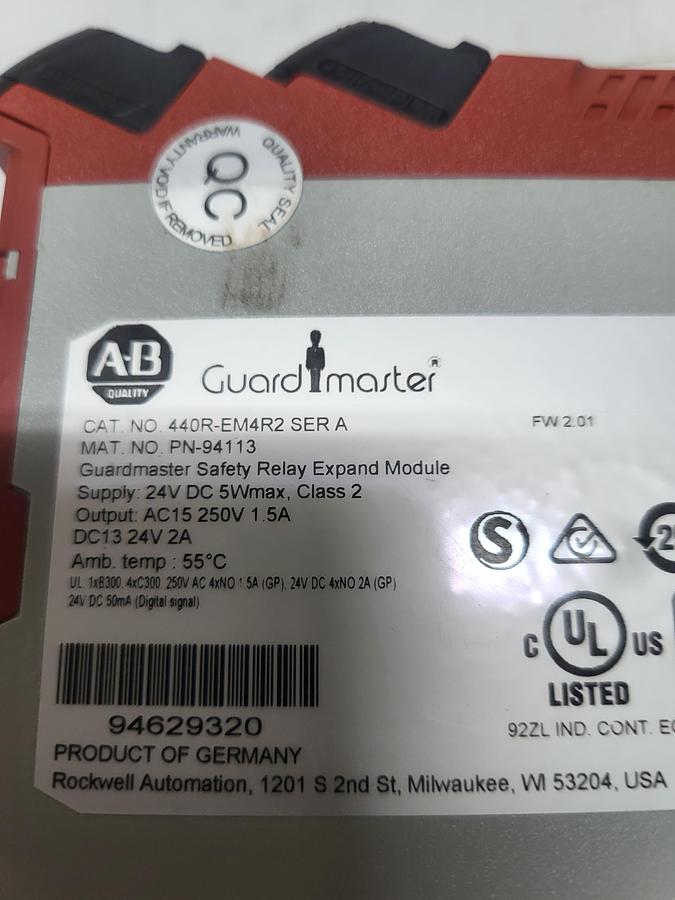 WARRANTY VOID IF REMOVED
QUALITY SEAL
QC
A-B
QUALITY
Guardmaster®
CAT. NO. 440R-EM4R2 SER A
FW 2.01
MAT. NO. PN-94113
Guardmaster Safety Relay Expand Module
Supply: 24V DC 5Wmax, Class 2
Output: AC15 250V 1.5A
DC13 24V 2A
Amb. temp : 55°C
UL: 1xB300, 4xC300, 250V AC 4xNO 1.5A (GP), 24V DC 4xNO 2A (GP)
24V DC 50mA (Digital signal)
S
C UL US
LISTED
92ZL IND. CONT.
94629320
PRODUCT OF GERMANY
Rockwell Automation, 1201 S 2nd St, Milwaukee, WI 53204, USA